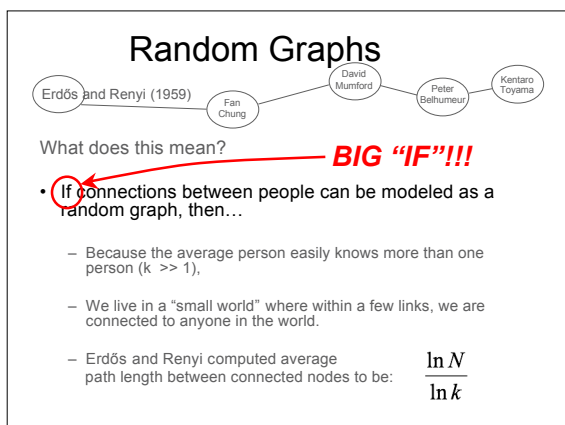 Random Graphs
Erdős and Renyi (1959)
Fan
Chung
David
Mumford
Peter
Belhumeur
Kentaro
Toyama
What does this mean?
BIG “IF”!!!
• If connections between people can be modeled as a
random graph, then…
– Because the average person easily knows more than one
person (k >> 1),
– We live in a “small world” where within a few links, we are
connected to anyone in the world.
– Erdős and Renyi computed average
path length between connected nodes to be:
ln N
ln k